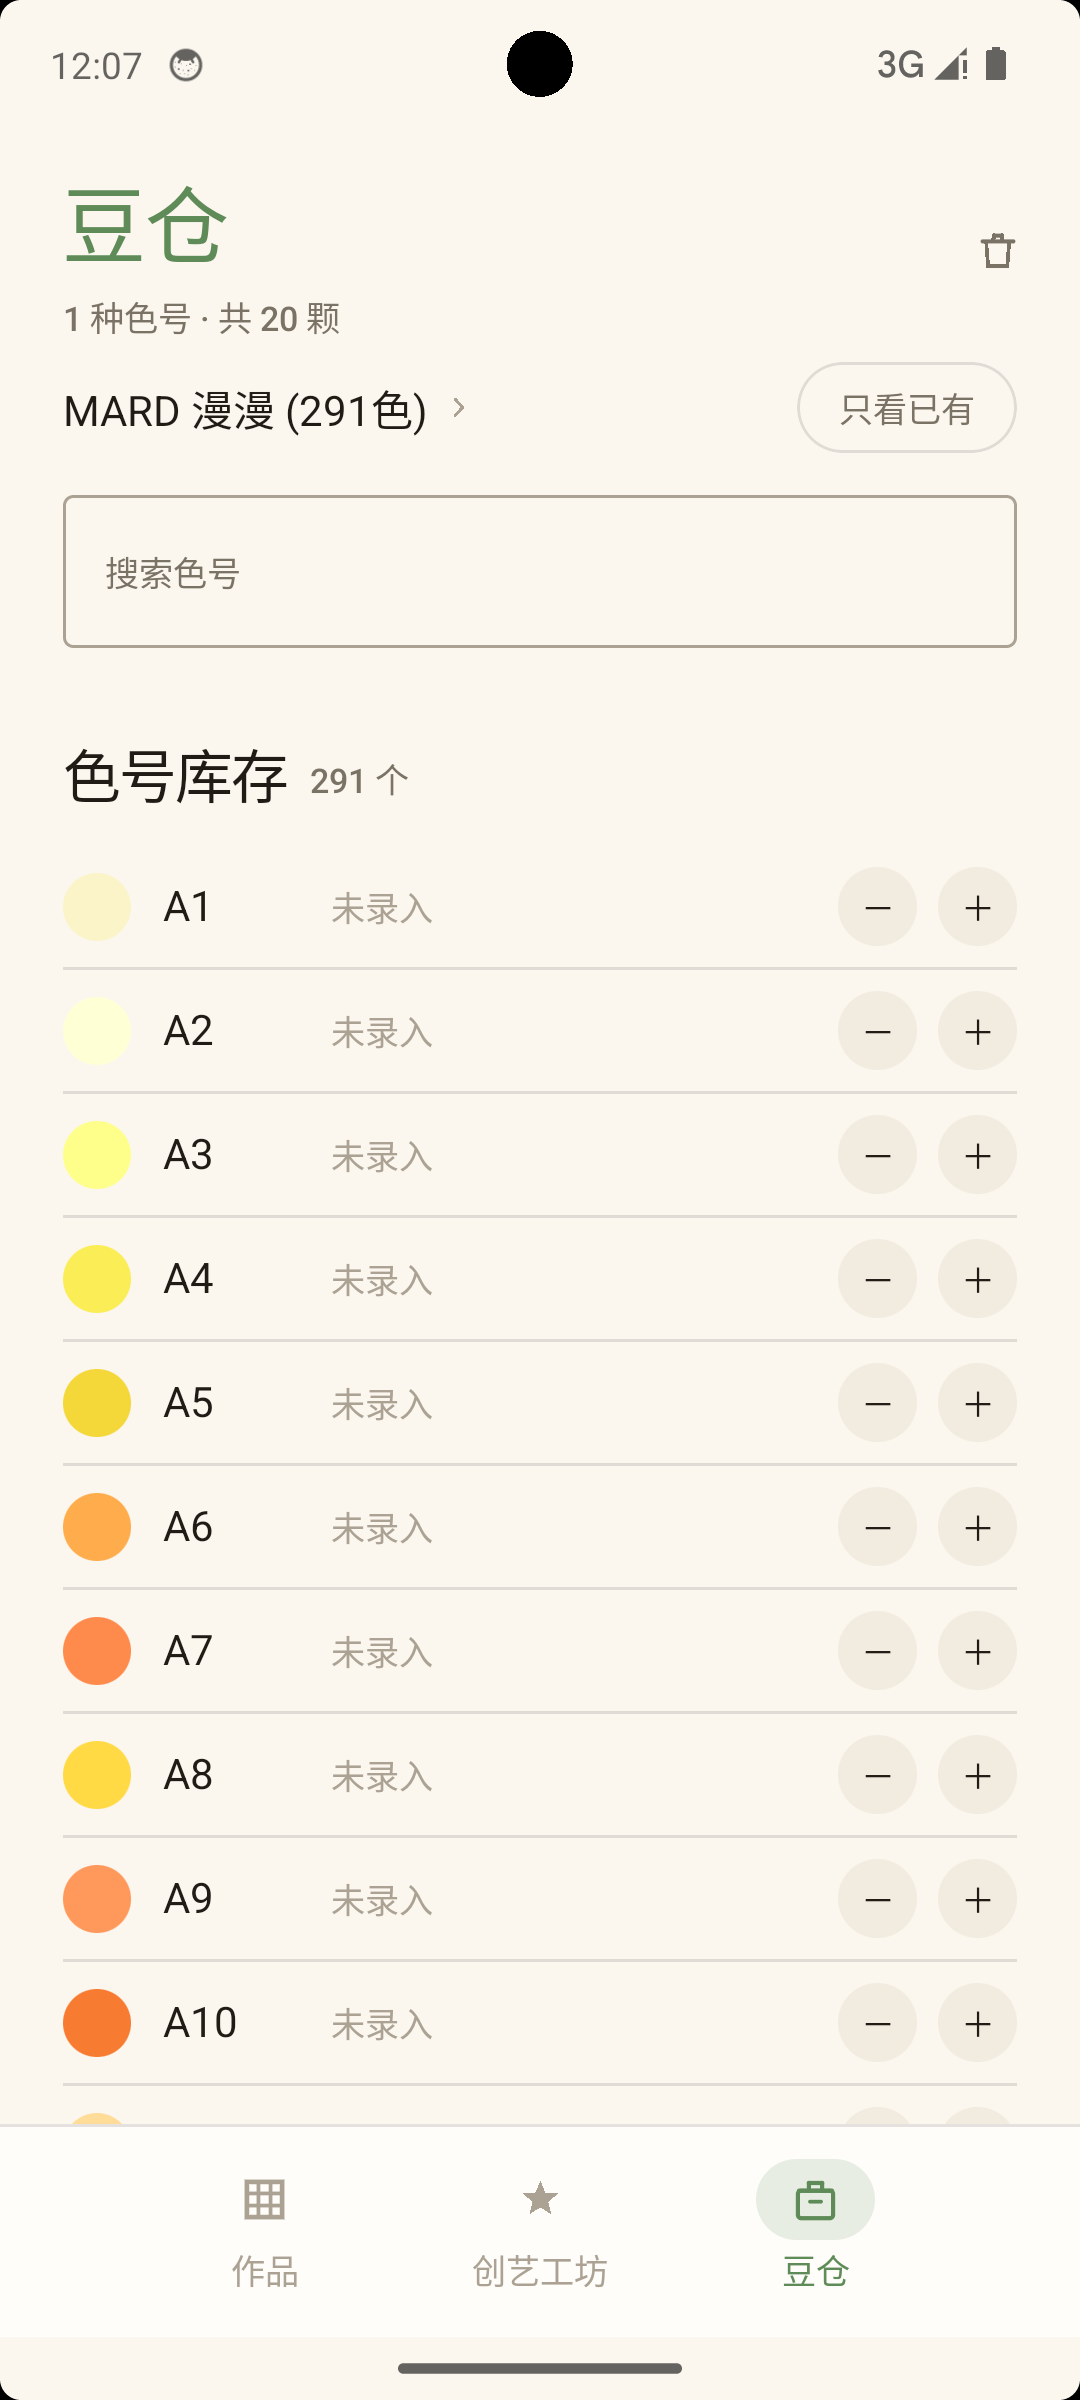 12:07
3G
豆仓
1 种色号 · 共 20 颗
MARD 漫漫 (291色)
只看已有
搜索色号
色号库存 291 个
A1 未录入
A2 未录入
A3 未录入
A4 未录入
A5 未录入
A6 未录入
A7 未录入
A8 未录入
A9 未录入
A10 未录入
作品
创艺工坊
豆仓